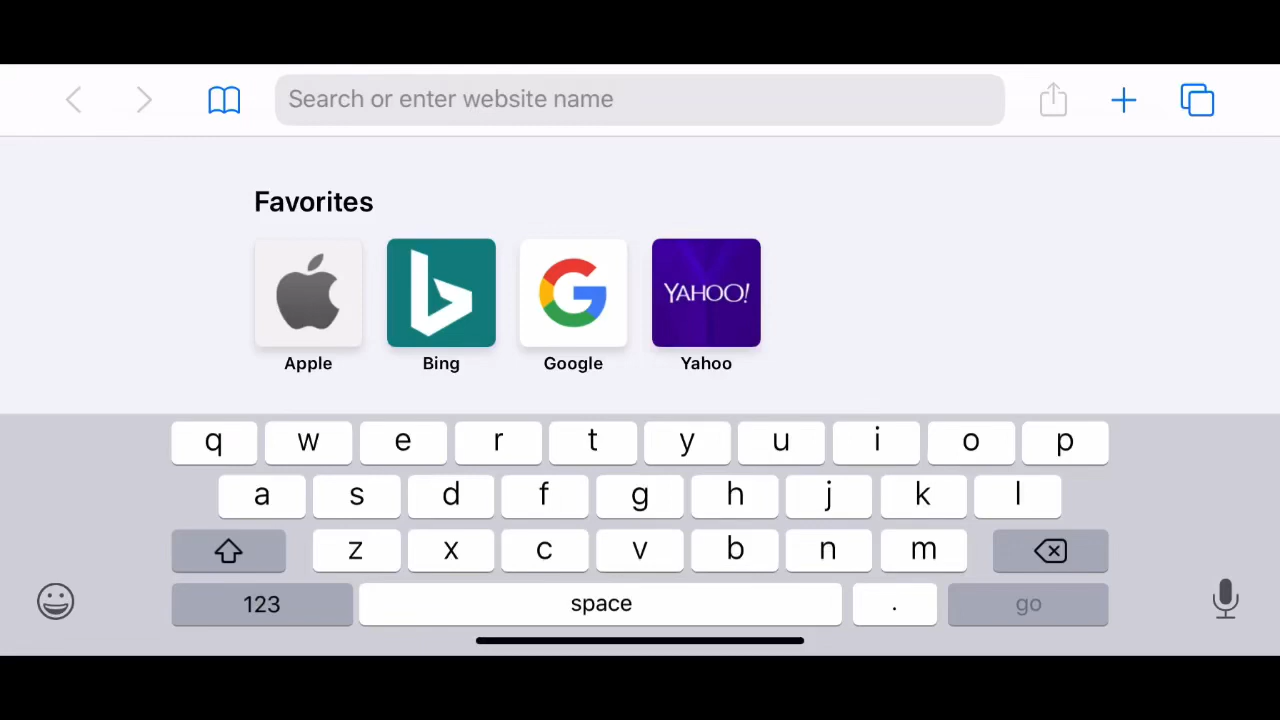 Search or enter website name
Favorites
YAHOO!
Apple Bing Google Yahoo
q w e r t y u i o p
a s d f g h j k l
z x c v b n m
123 space . go